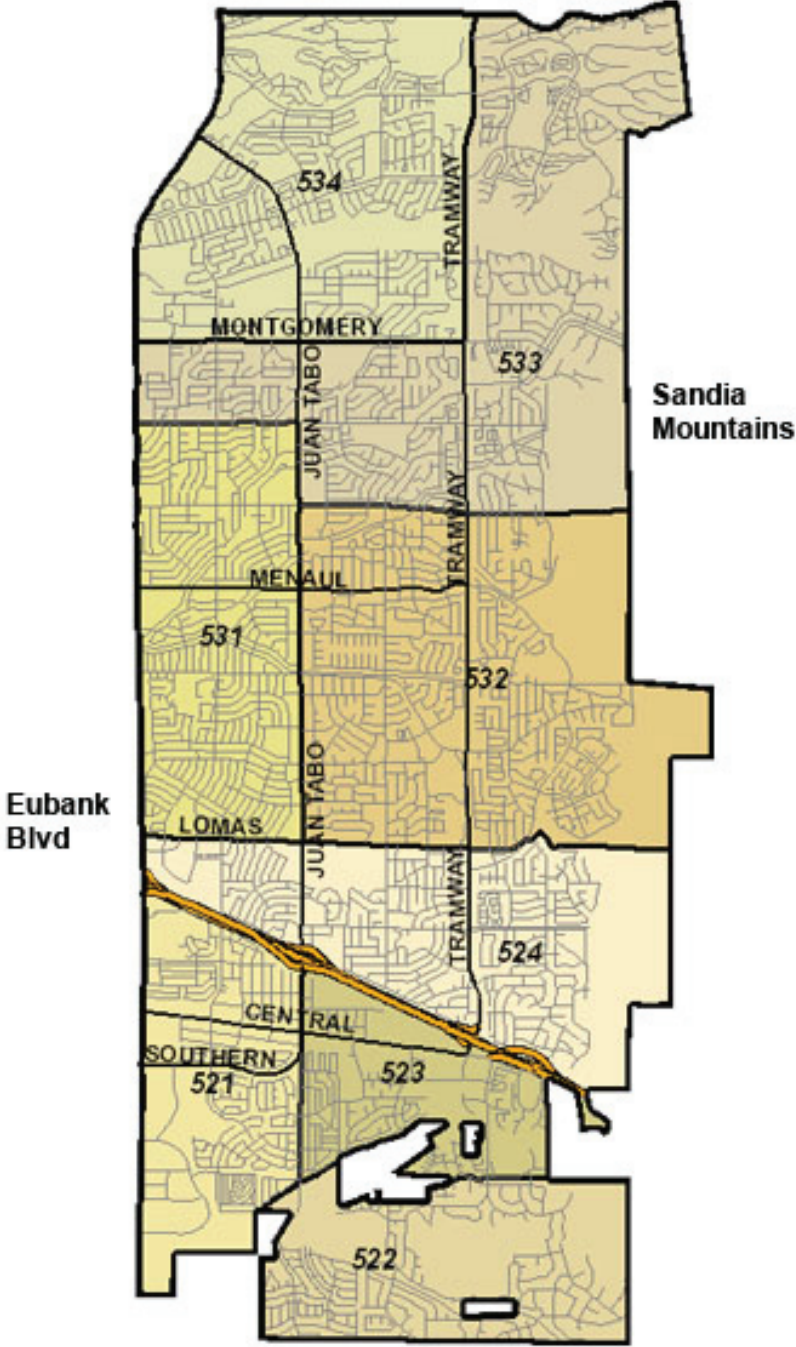 534
TRAMWAY
MONTGOMERY
JUAN TABO
533
Sandia
Mountains
TRAMWAY
MENAUL
531
532
JUAN TABO
Eubank
Blvd
LOMAS
TRAMWAY
524
CENTRAL
SOUTHERN
521
523
522